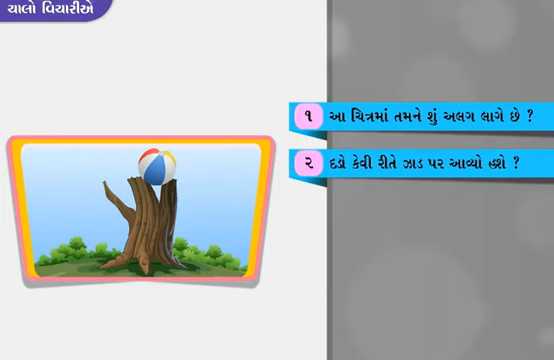 ચાલો વિચારીએ
૧ આ ચિત્રમાં તમને શું અલગ લાગે છે ?
૨ દડો કેવી રીતે ઝાડ પર આવ્યો હશે ?